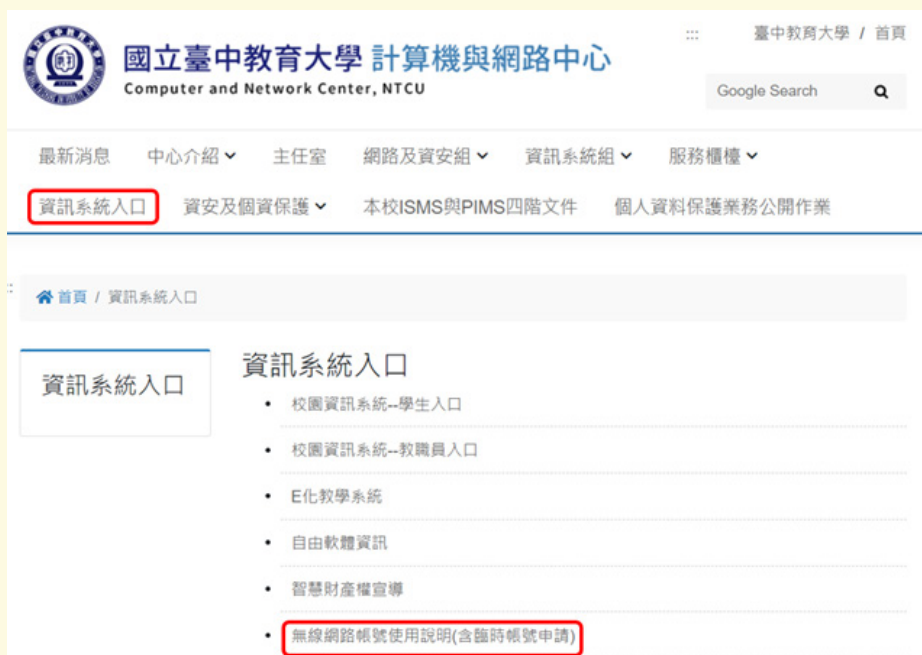 ::: 臺中教育大學 / 首頁
國立臺中教育大學 計算機與網路中心
Computer and Network Center, NTCU
Google Search
最新消息 中心介紹 主任室 網路及資安組 資訊系統組 服務櫃檯
資訊系統入口 資安及個資保護 本校ISMS與PIMS四階文件 個人資料保護業務公開作業
:: 首頁 / 資訊系統入口
資訊系統入口
資訊系統入口
• 校園資訊系統--學生入口
• 校園資訊系統--教職員入口
• E化教學系統
• 自由軟體資訊
• 智慧財產權宣導
• 無線網路帳號使用說明(含臨時帳號申請)